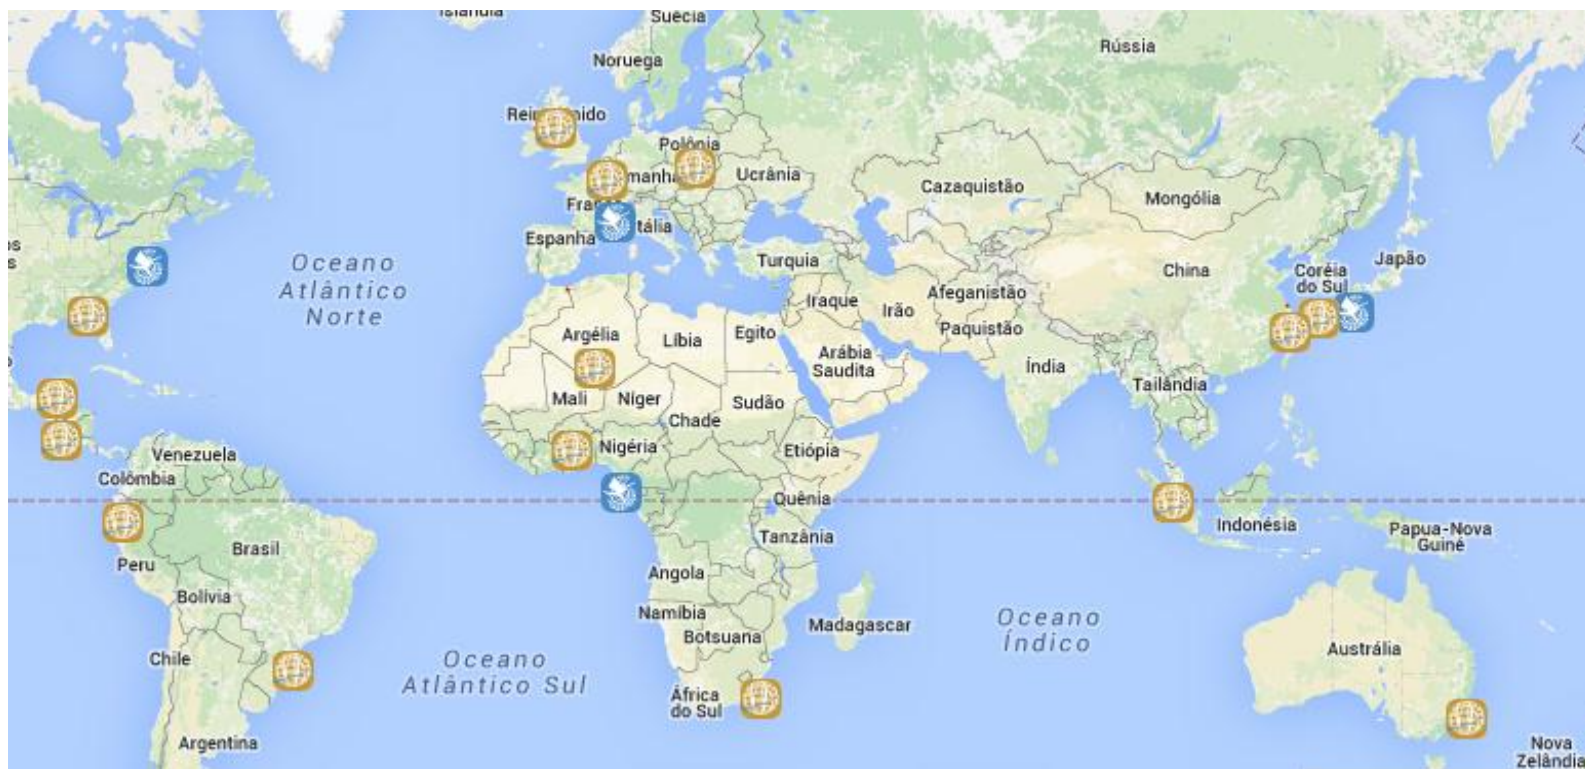 Islândia
Suécia
Noruega
Rússia
Polônia
Ucrânia
Cazaquistão
Mongólia
Espanha
Turquia
China
Coréia
do Sul
Japão
Oceano
Atlântico
Norte
Iraque
Irão
Afeganistão
Paquistão
Argélia
Líbia
Egito
Arábia
Saudita
Índia
Tailândia
Mali
Níger
Chade
Sudão
Nigéria
Etiópia
Venezuela
Colômbia
Quênia
Indonésia
Papua-Nova
Guiné
Brasil
Tanzânia
Peru
Angola
Bolívia
Namíbia
Botsuana
Madagascar
Oceano
Índico
Austrália
Chile
Oceano
Atlântico Sul
África
do Sul
Argentina
Nova
Zelândia